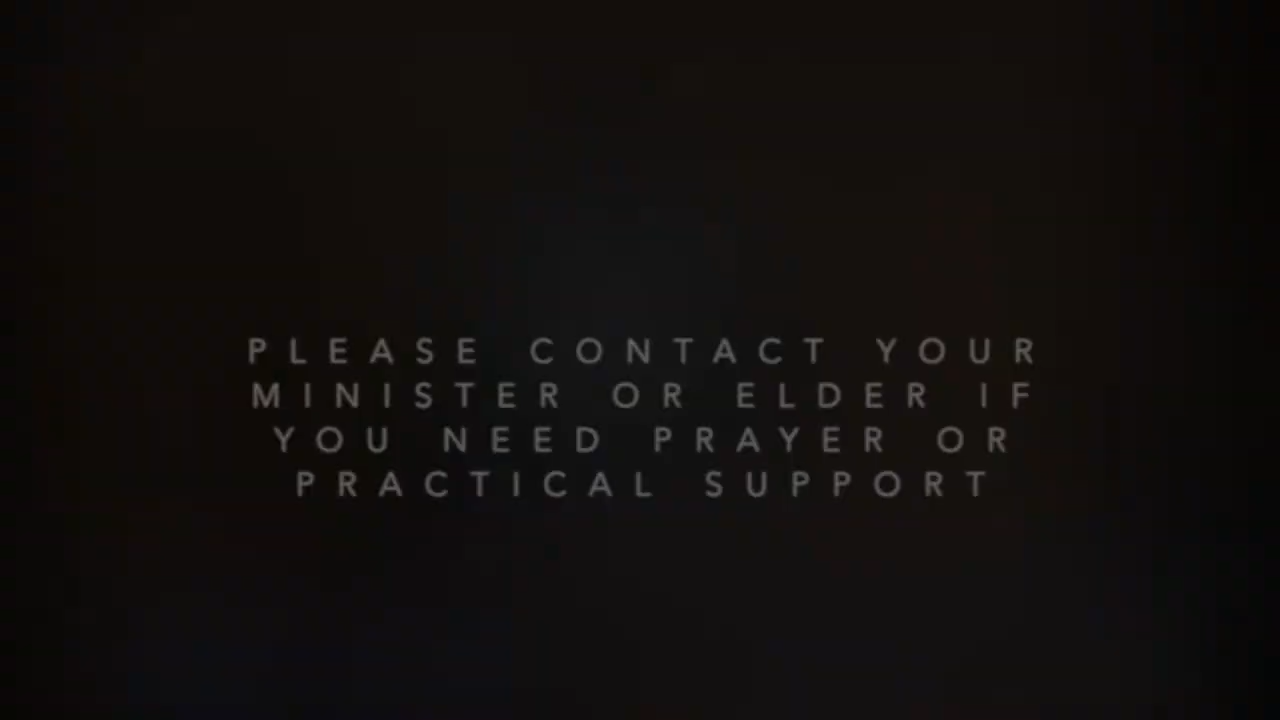 PLEASE CONTACT YOUR
MINISTER OR ELDER IF
YOU NEED PRAYER OR
PRACTICAL SUPPORT